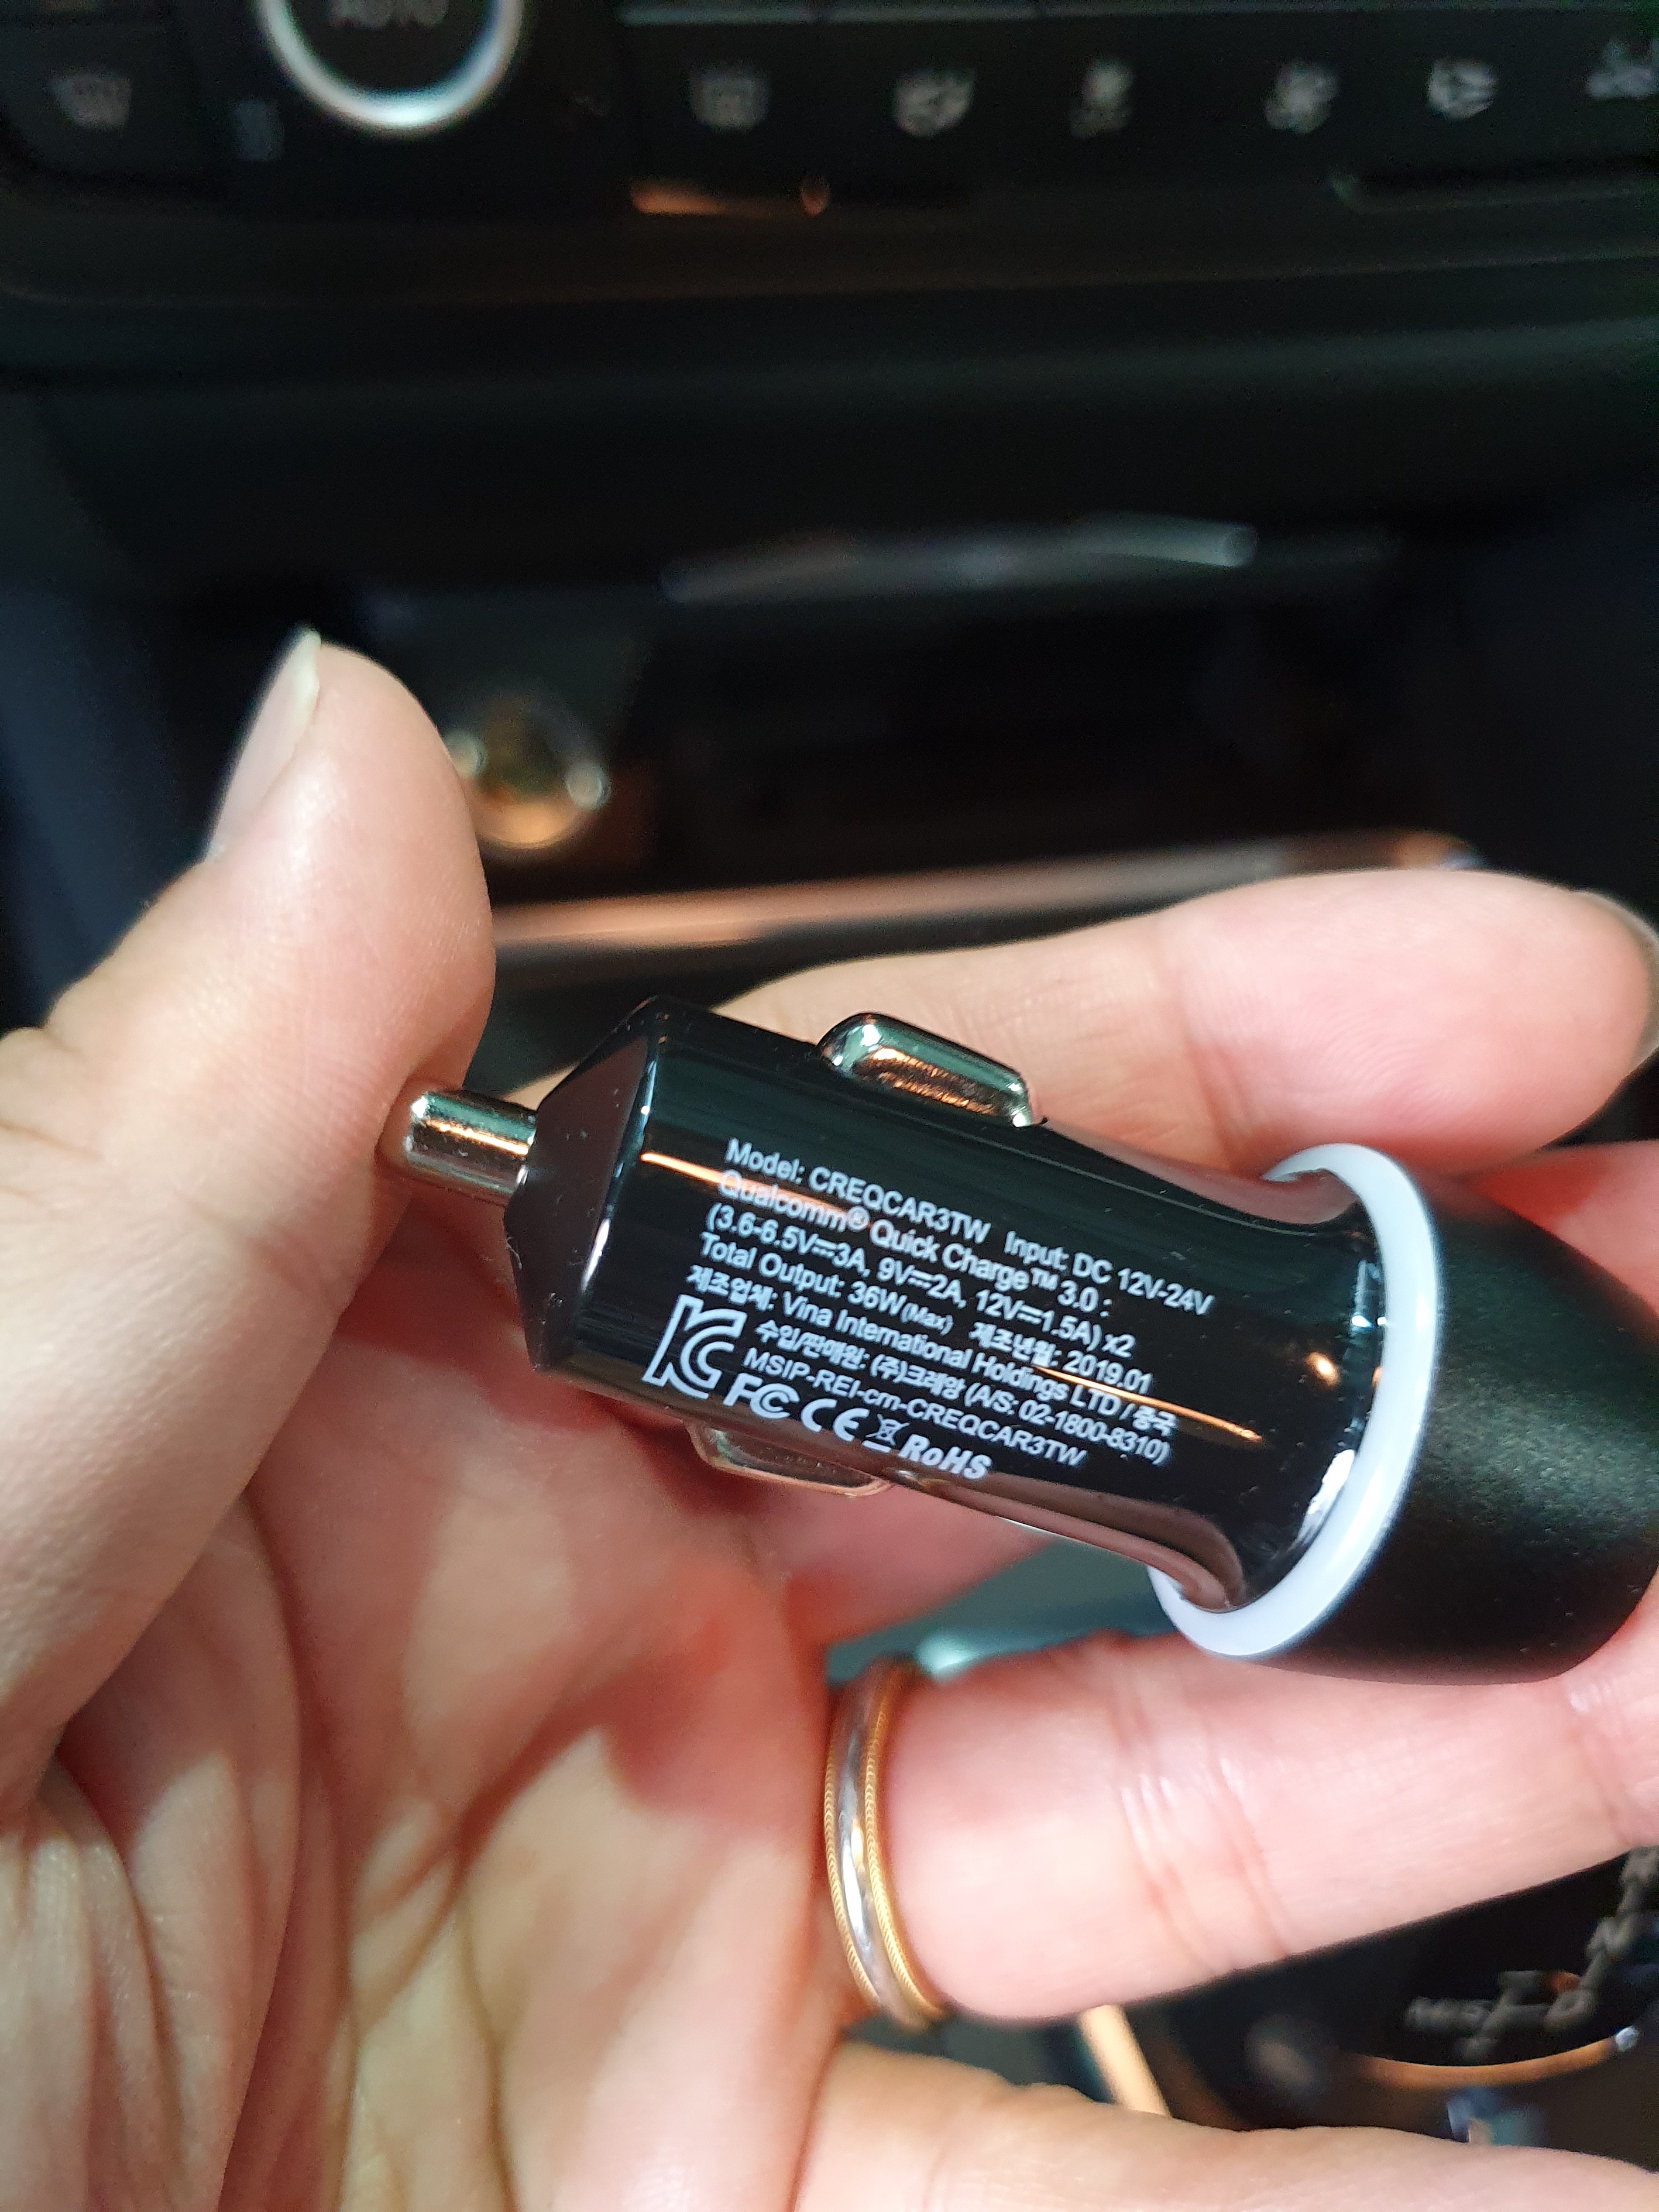 AUTO
Model: CREQCAR3TW Input: DC 12V-24V
Qualcomm® Quick Charge™ 3.0 :
(3.6-6.5V⎓3A, 9V⎓2A, 12V⎓1.5A) x2
Total Output: 36W(Max) 제조년월: 2019.01
제조업체: Vina International Holdings LTD / 중국
수입/판매원: (주)크레앙 (A/S: 02-1800-8310)
MSIP-REI-cm-CREQCAR3TW
FC CE RoHS
R
N
D